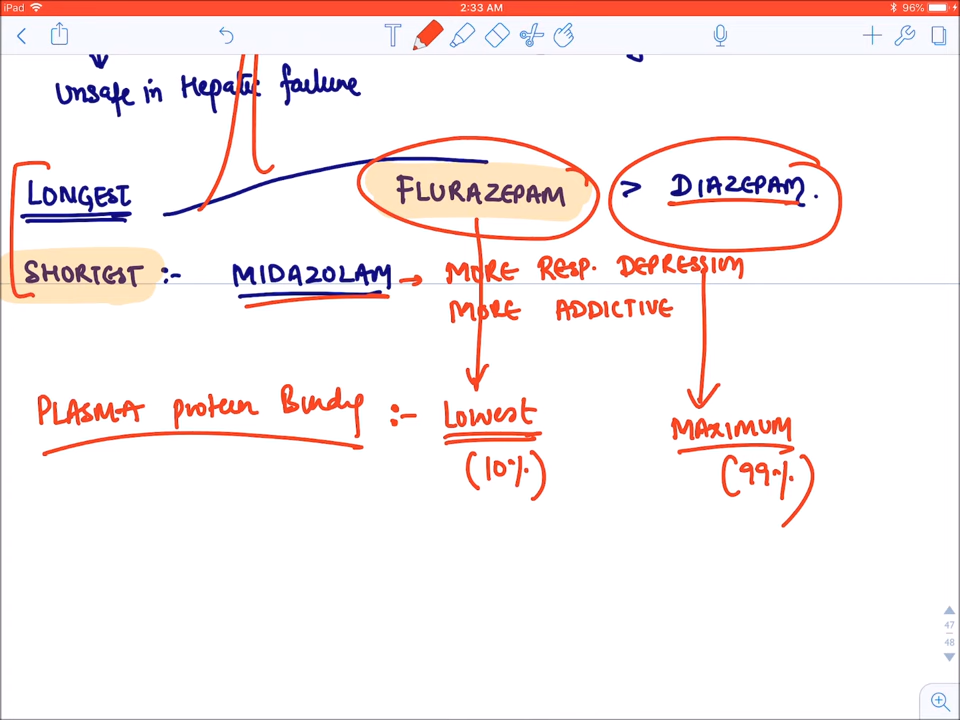 iPad 2:33 AM 96%
T
Unsafe in Hepatic failure
LONGEST FLURAZEPAM > DIAZEPAM.
SHORTEST :- MIDAZOLAM → MORE RESP. DEPRESSION
MORE ADDICTIVE
PLASMA protein Binding :- Lowest MAXIMUM
(10%) (99%)
47
48